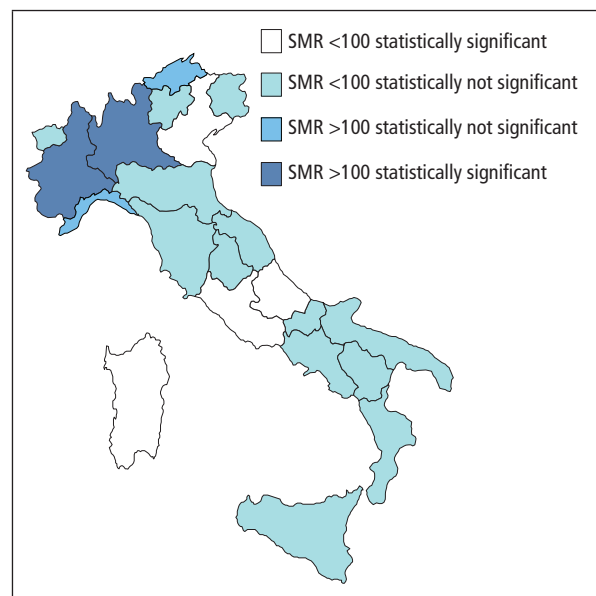 SMR <100 statistically significant
SMR <100 statistically not significant
SMR >100 statistically not significant
SMR >100 statistically significant